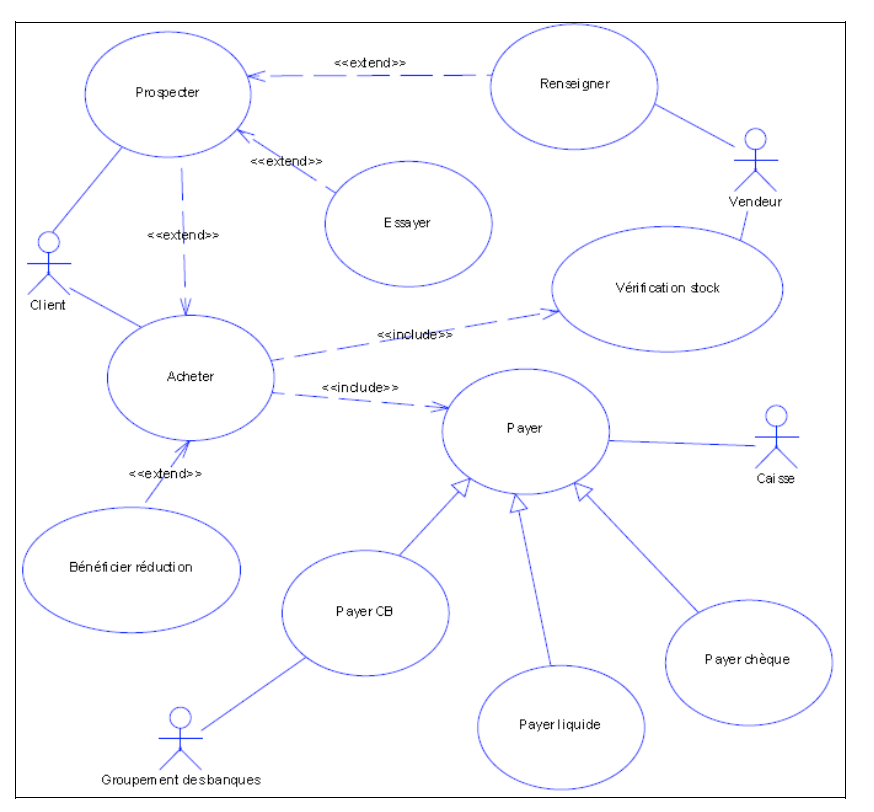 <<extend>>
Prospecter
Renseigner
<<extend>>
Essayer
Vendeur
<<extend>>
Client
Vérification stock
<<include>>
Acheter
<<include>>
Payer
<<extend>>
Caisse
Bénéficier réduction
Payer CB
Payer chèque
Payer liquide
Groupement des banques